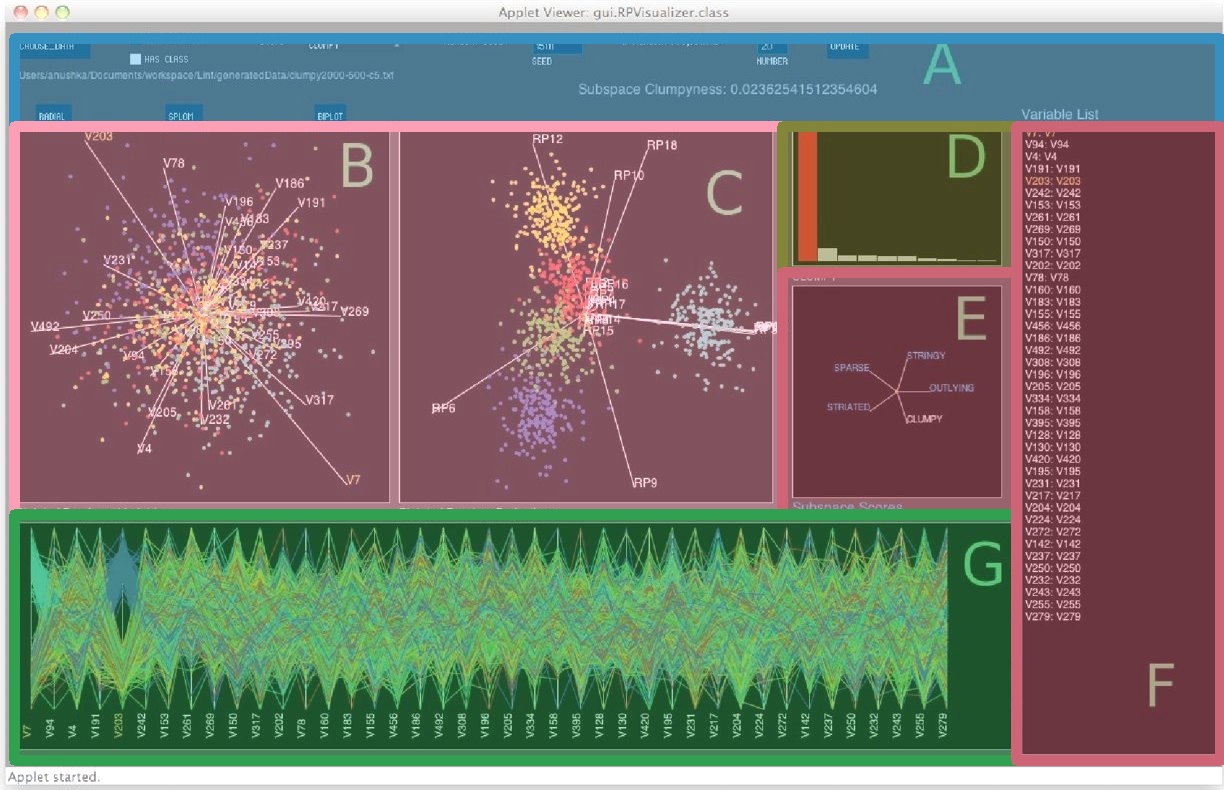 Applet Viewer: gui.RPVisualizer.class
CHOOSE_DATA
CLUMPY
UPDATE
HAS CLASS
SEED
NUMBER
A
Users/anushka/Documents/workspace/Linf/generatedData/clumpy2000-500-c5.txt
Subspace Clumpyness: 0.02362541512354604
RADIAL
SPLOM
BIPLOT
Variable List
B
V203
V78
V186
V196
V191
V237
V231
V153
V150
V420
V317
V269
V250
V492
V204
V94
V295
V272
V205
V232
V317
V4
V7
C
RP12
RP18
RP10
RP15
RP6
RP9
D
E
STRINGY
SPARSE
OUTLYING
STRIATED
CLUMPY
Subspace Scores
V7: V7
V94: V94
V4: V4
V191: V191
V203: V203
V242: V242
V153: V153
V261: V261
V269: V269
V150: V150
V317: V317
V202: V202
V78: V78
V160: V160
V183: V183
V155: V155
V456: V456
V186: V186
V492: V492
V308: V308
V196: V196
V205: V205
V334: V334
V158: V158
V395: V395
V128: V128
V130: V130
V420: V420
V195: V195
V231: V231
V217: V217
V204: V204
V224: V224
V272: V272
V142: V142
V237: V237
V250: V250
V232: V232
V243: V243
V255: V255
V279: V279
F
G
V7 V94 V4 V191 V203 V242 V153 V261 V269 V150 V317 V202 V78 V160 V183 V155 V456 V186 V492 V308 V196 V205 V334 V158 V395 V128 V130 V420 V195 V231 V217 V204 V224 V272 V142 V237 V250 V232 V243 V255 V279
Applet started.